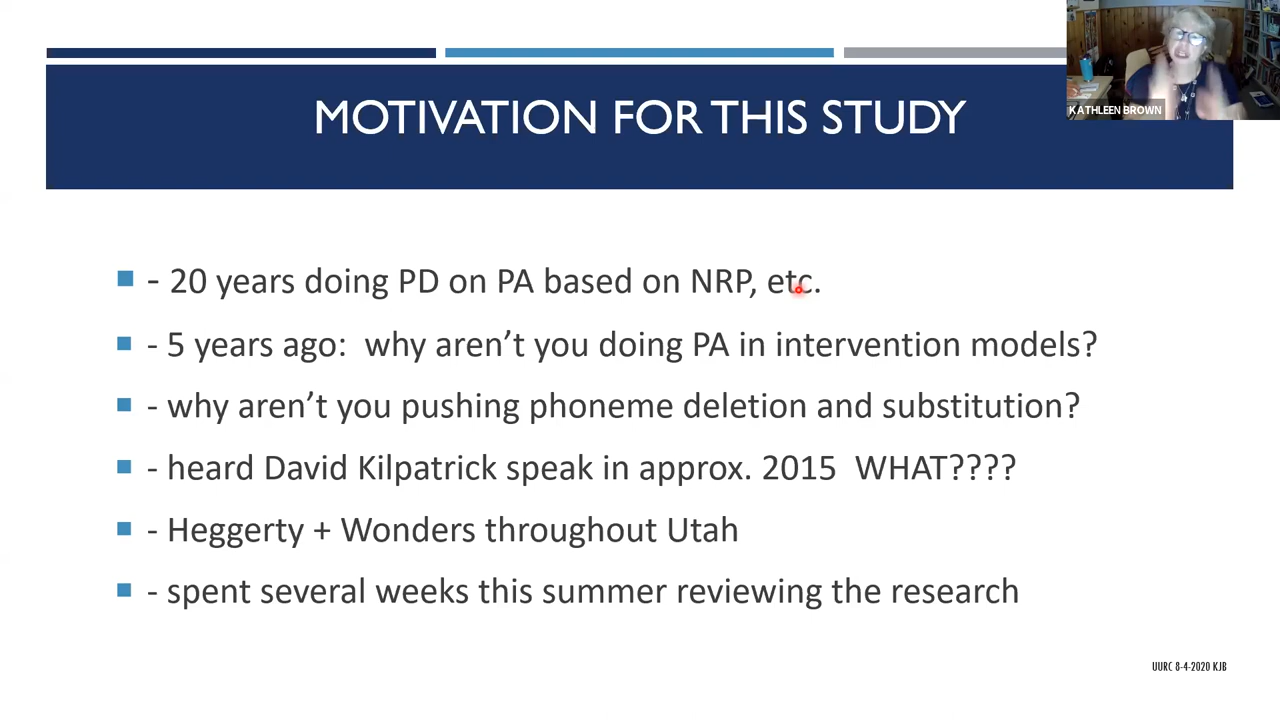 KATHLEEN BROWN
MOTIVATION FOR THIS STUDY
- 20 years doing PD on PA based on NRP, etc.
- 5 years ago:  why aren’t you doing PA in intervention models?
- why aren’t you pushing phoneme deletion and substitution?
- heard David Kilpatrick speak in approx. 2015  WHAT????
- Heggerty + Wonders throughout Utah
- spent several weeks this summer reviewing the research
UURC 8-4-2020 KJB